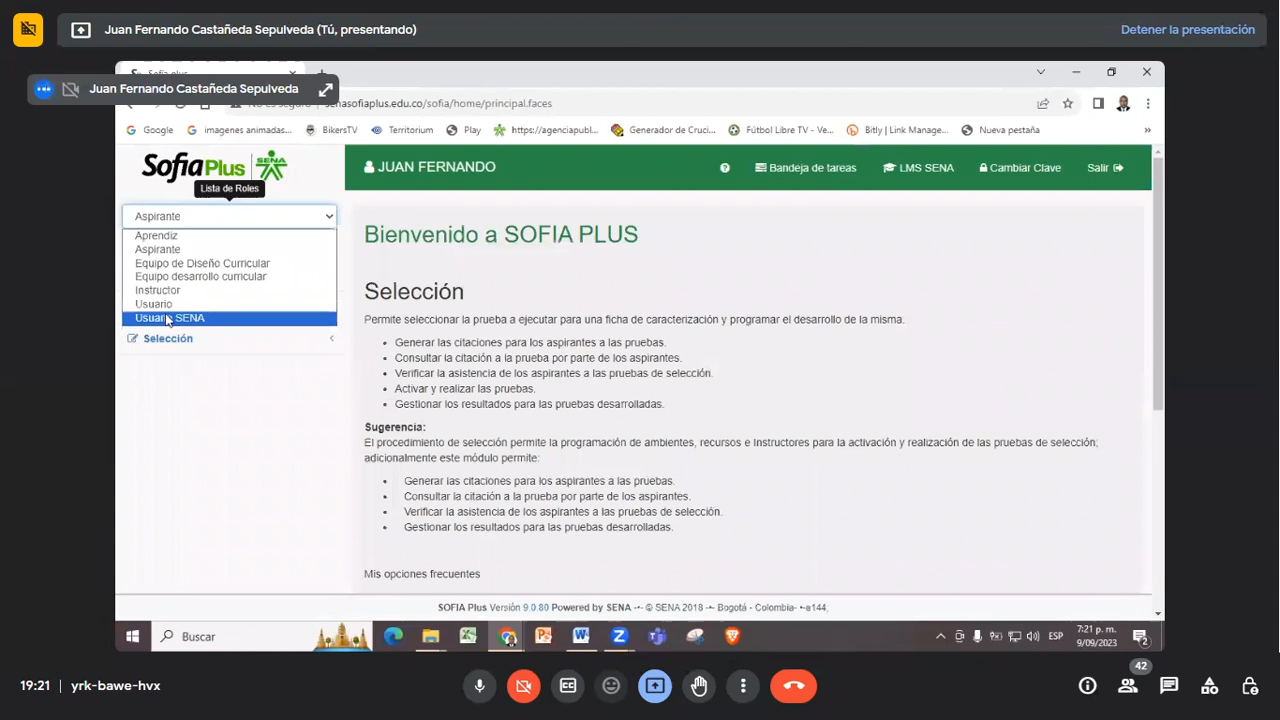 Juan Fernando Castañeda Sepulveda (Tú, presentando)
Detener la presentación
Sofia plus
Juan Fernando Castañeda Sepulveda
senasofiaplus.edu.co/sofia/home/principal.faces
Google
imagenes animadas...
BikersTV
Territorium
Play
https://agenciapubl...
Generador de Cruci...
Fútbol Libre TV - Ve...
Bitly | Link Manage...
Nueva pestaña
»
SofiaPlus
SENA
JUAN FERNANDO
Bandeja de tareas
LMS SENA
Cambiar Clave
Salir
Lista de Roles
Aspirante
Aprendiz
Aspirante
Equipo de Diseño Curricular
Equipo desarrollo curricular
Instructor
Usuario
Usuario SENA
Selección
Bienvenido a SOFIA PLUS
Selección
Permite seleccionar la prueba a ejecutar para una ficha de caracterización y programar el desarrollo de la misma.
• Generar las citaciones para los aspirantes a las pruebas.
• Consultar la citación a la prueba por parte de los aspirantes.
• Verificar la asistencia de los aspirantes a las pruebas de selección.
• Activar y realizar las pruebas.
• Gestionar los resultados para las pruebas desarrolladas.
Sugerencia:
El procedimiento de selección permite la programación de ambientes, recursos e Instructores para la activación y realización de las pruebas de selección;
adicionalmente este módulo permite:
• Generar las citaciones para los aspirantes a las pruebas.
• Consultar la citación a la prueba por parte de los aspirantes.
• Verificar la asistencia de los aspirantes a las pruebas de selección.
• Gestionar los resultados para las pruebas desarrolladas.
Mis opciones frecuentes
SOFIA Plus Versión 9.0.80 Powered by SENA -•- © SENA 2018 -•- Bogotá - Colombia- -•-a144,
Buscar
ESP
7:21 p. m.
9/09/2023
2
19:21 | yrk-bawe-hvx
42